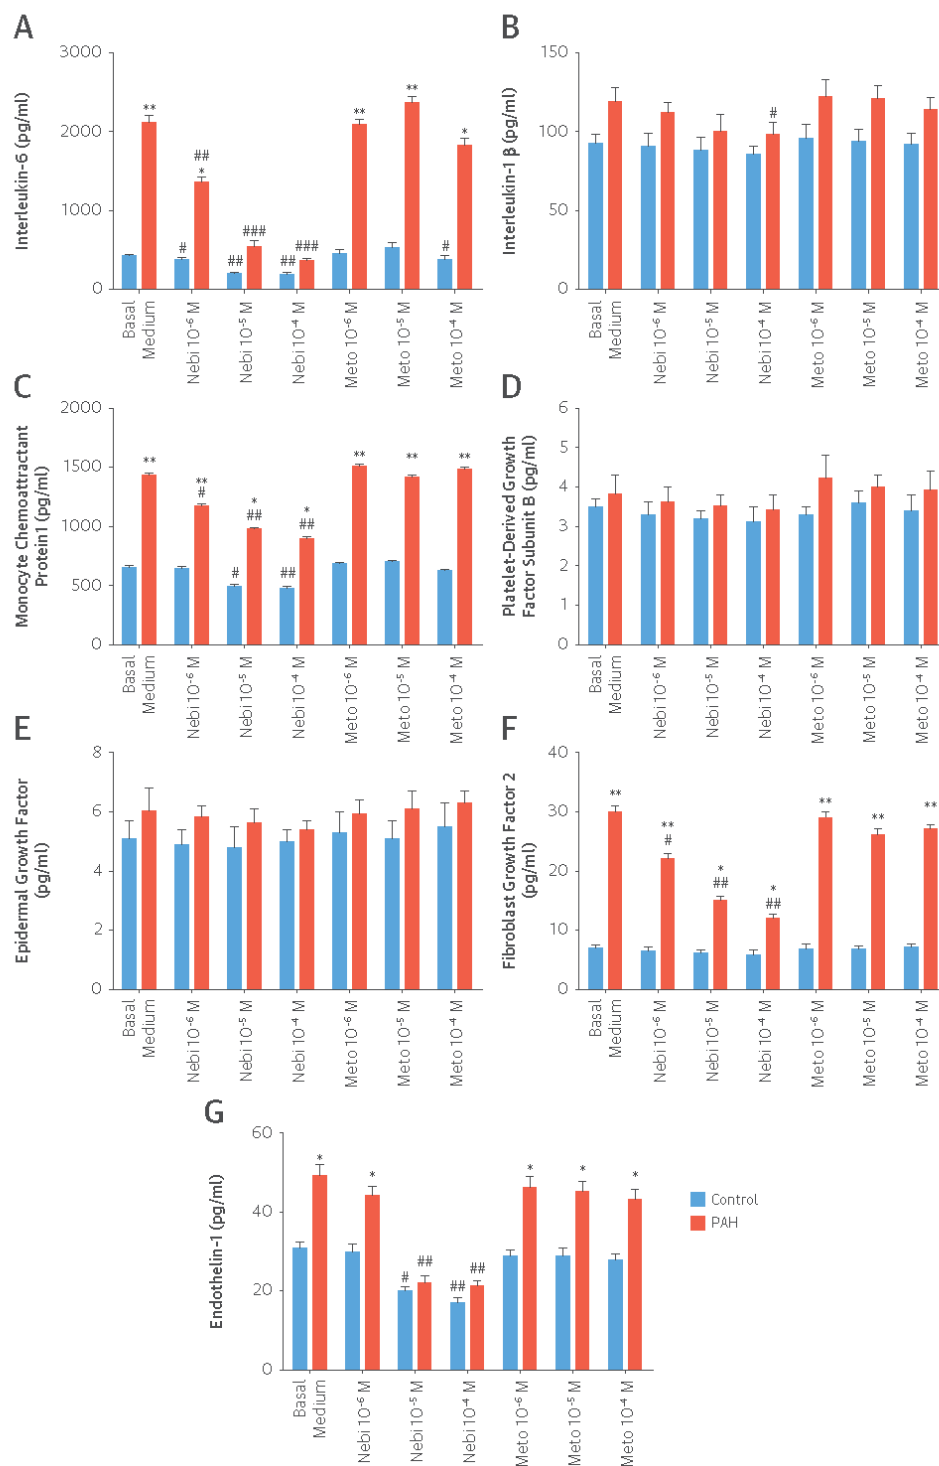 A
Interleukin-6 (pg/ml)
3000
2000
1000
0
**
#
##
*
##
###
##
###
**
**
#
*
Basal
Medium
Nebi 10⁻⁶ M
Nebi 10⁻⁵ M
Nebi 10⁻⁴ M
Meto 10⁻⁶ M
Meto 10⁻⁵ M
Meto 10⁻⁴ M
B
Interleukin-1 β (pg/ml)
150
100
50
0
#
Basal
Medium
Nebi 10⁻⁶ M
Nebi 10⁻⁵ M
Nebi 10⁻⁴ M
Meto 10⁻⁶ M
Meto 10⁻⁵ M
Meto 10⁻⁴ M
C
Monocyte Chemoattractant
Protein1 (pg/ml)
2000
1500
1000
500
0
**
**
#
#
*
##
##
*
##
**
**
**
Basal
Medium
Nebi 10⁻⁶ M
Nebi 10⁻⁵ M
Nebi 10⁻⁴ M
Meto 10⁻⁶ M
Meto 10⁻⁵ M
Meto 10⁻⁴ M
D
Platelet-Derived Growth
Factor Subunit B (pg/ml)
6
5
4
3
2
1
0
Basal
Medium
Nebi 10⁻⁶ M
Nebi 10⁻⁵ M
Nebi 10⁻⁴ M
Meto 10⁻⁶ M
Meto 10⁻⁵ M
Meto 10⁻⁴ M
E
Epidermal Growth Factor
(pg/ml)
8
6
4
2
0
Basal
Medium
Nebi 10⁻⁶ M
Nebi 10⁻⁵ M
Nebi 10⁻⁴ M
Meto 10⁻⁶ M
Meto 10⁻⁵ M
Meto 10⁻⁴ M
F
Fibroblast Growth Factor 2
(pg/ml)
40
30
20
10
0
**
**
#
*
##
*
##
**
**
**
Basal
Medium
Nebi 10⁻⁶ M
Nebi 10⁻⁵ M
Nebi 10⁻⁴ M
Meto 10⁻⁶ M
Meto 10⁻⁵ M
Meto 10⁻⁴ M
G
Endothelin-1 (pg/ml)
60
40
20
0
*
*
#
##
##
##
*
*
*
Basal
Medium
Nebi 10⁻⁶ M
Nebi 10⁻⁵ M
Nebi 10⁻⁴ M
Meto 10⁻⁶ M
Meto 10⁻⁵ M
Meto 10⁻⁴ M
Control
PAH